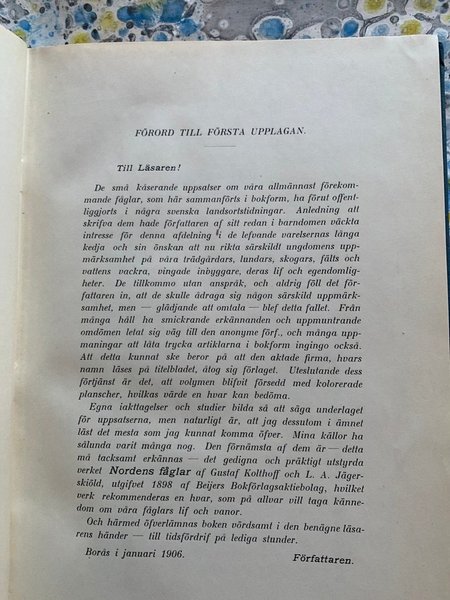 FÖRORD TILL FÖRSTA UPPLAGAN.
Till Läsaren!
De små kåserande uppsatser om våra allmännast förekom-
mande fåglar, som här sammanförts i bokform, ha förut offent-
liggjorts i några svenska landsortstidningar. Anledning att
skrifva dem hade författaren af sitt redan i barndomen väckta
intresse för denna afdelning i de lefvande varelsernas långa
kedja och sin önskan att nu rikta särskildt ungdomens upp-
märksamhet på våra trädgårdars, lundars, skogars, fälts och
vattens vackra, vingade inbyggare, deras lif och egendomlig-
heter. De tillkommo utan anspråk, och aldrig föll det för-
fattaren in, att de skulle ädraga sig någon särskild uppmärk-
samhet, men — glädjande att omtala — blef detta fallet. Från
många håll ha smickrande erkännanden och uppmuntrande
omdömen letat sig väg till den anonyme förf., och många upp-
maningar att låta trycka artiklarna i bokform ingingo också.
Att detta kunnat ske beror på den aktade firma, hvars
namn läses på titelbladet, åtog sig förlaget. Uteslutande dess
förtjänst är det, att volymen blifvit försedd med kolorerade
planscher, hvilkas värde en hvar kan bedöma.
Egna iakttagelser och studier bilda så att säga underlaget
för uppsatserna, men naturligt är, att jag dessutom i ämnet
läst det mesta som jag kunnat komma öfver. Mina källor ha
sålunda varit många nog. Den förnämsta af dem är — detta
må tacksamt erkännas — det gedigna och präktigt utstyrda
verket Nordens fåglar af Gustaf Kolthoff och L. A. Jäger-
skiöld, utgifvet 1898 af Beijers Bokförlagsaktiebolag, hvilket
verk rekommenderas en hvar, som på allvar vill taga känne-
dom om våra fåglars lif och vanor.
Och härmed öfverlämnas boken vördsamt i den benägne läsa-
rens händer — till tidsfördrif på lediga stunder.
Borås i januari 1906. Författaren.